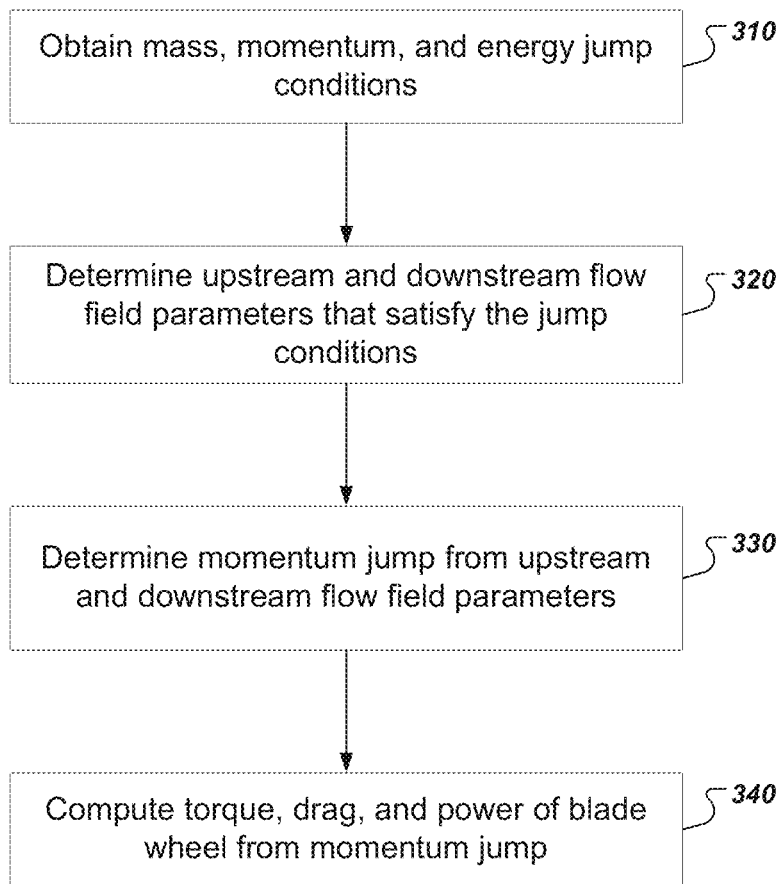 Obtain mass, momentum, and energy jump
conditions
310
Determine upstream and downstream flow
field parameters that satisfy the jump
conditions
320
Determine momentum jump from upstream
and downstream flow field parameters
330
Compute torque, drag, and power of blade
wheel from momentum jump
340